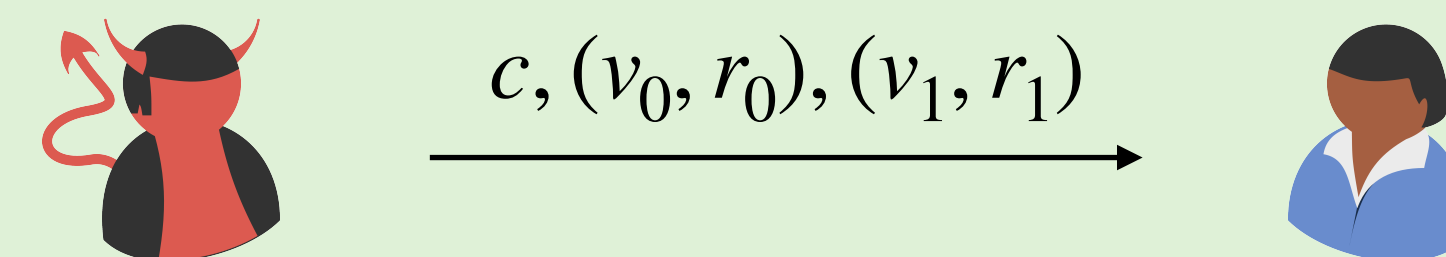 c, (v₀, r₀), (v₁, r₁)